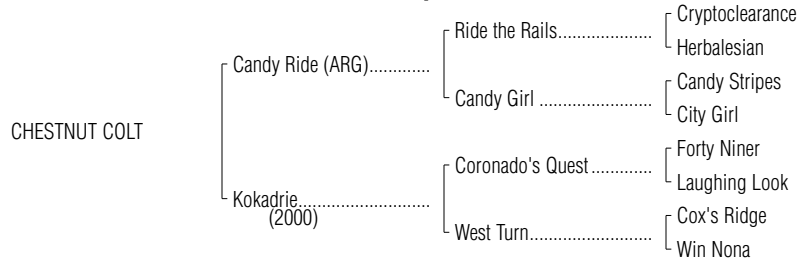 Cryptoclearance
Ride the Rails....................
Herbalesian
Candy Ride (ARG).............
Candy Stripes
Candy Girl ........................
City Girl
CHESTNUT COLT
Forty Niner
Coronado's Quest.............
Laughing Look
Kokadrie............................
(2000)
Cox's Ridge
West Turn..........................
Win Nona